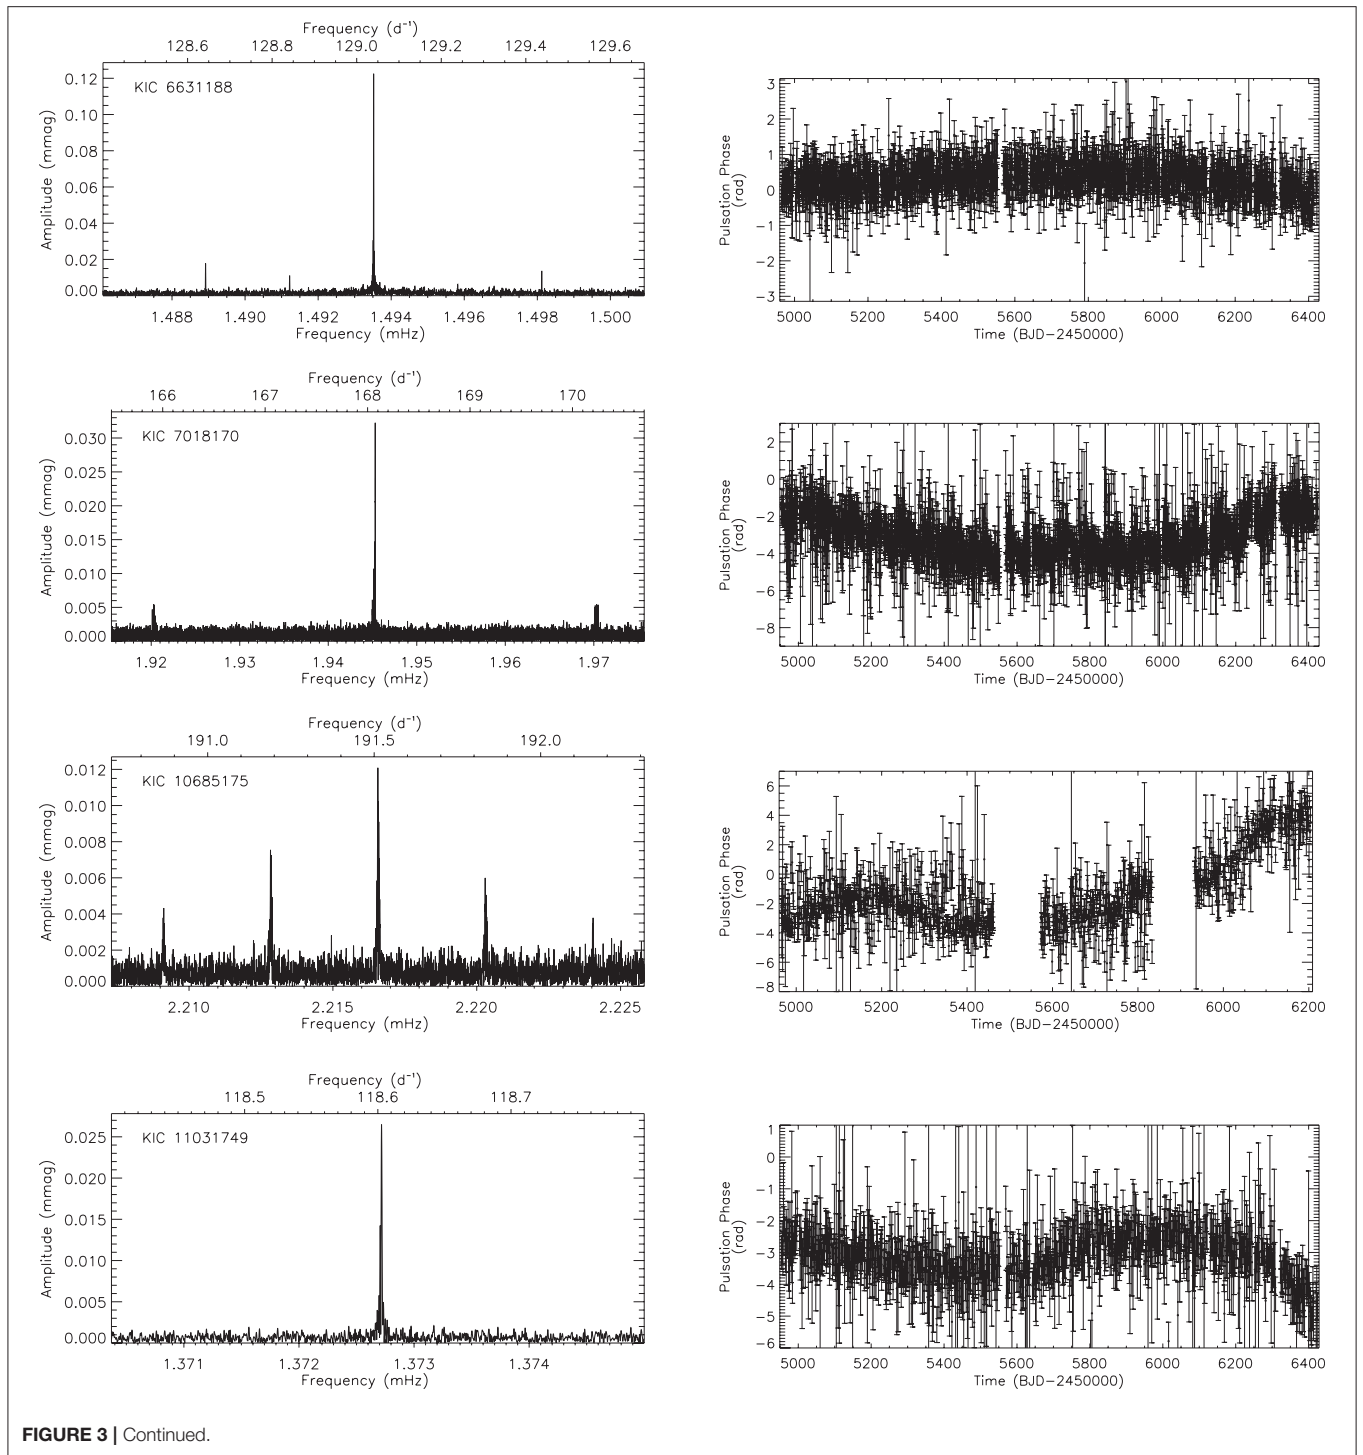 Frequency (d⁻¹)
128.6 128.8 129.0 129.2 129.4 129.6
KIC 6631188
Amplitude (mmag)
0.12
0.10
0.08
0.06
0.04
0.02
0.00
1.488 1.490 1.492 1.494 1.496 1.498 1.500
Frequency (mHz)
Pulsation Phase
(rad)
3
2
1
0
−1
−2
−3
5000 5200 5400 5600 5800 6000 6200 6400
Time (BJD−2450000)
Frequency (d⁻¹)
166 167 168 169 170
KIC 7018170
Amplitude (mmag)
0.030
0.025
0.020
0.015
0.010
0.005
0.000
1.92 1.93 1.94 1.95 1.96 1.97
Frequency (mHz)
Pulsation Phase
(rad)
2
0
−2
−4
−6
−8
5000 5200 5400 5600 5800 6000 6200 6400
Time (BJD−2450000)
Frequency (d⁻¹)
191.0 191.5 192.0
KIC 10685175
Amplitude (mmag)
0.012
0.010
0.008
0.006
0.004
0.002
0.000
2.210 2.215 2.220 2.225
Frequency (mHz)
Pulsation Phase
(rad)
6
4
2
0
−2
−4
−6
−8
5000 5200 5400 5600 5800 6000 6200
Time (BJD−2450000)
Frequency (d⁻¹)
118.5 118.6 118.7
KIC 11031749
Amplitude (mmag)
0.025
0.020
0.015
0.010
0.005
0.000
1.371 1.372 1.373 1.374
Frequency (mHz)
Pulsation Phase
(rad)
1
0
−1
−2
−3
−4
−5
−6
5000 5200 5400 5600 5800 6000 6200 6400
Time (BJD−2450000)
FIGURE 3 | Continued.